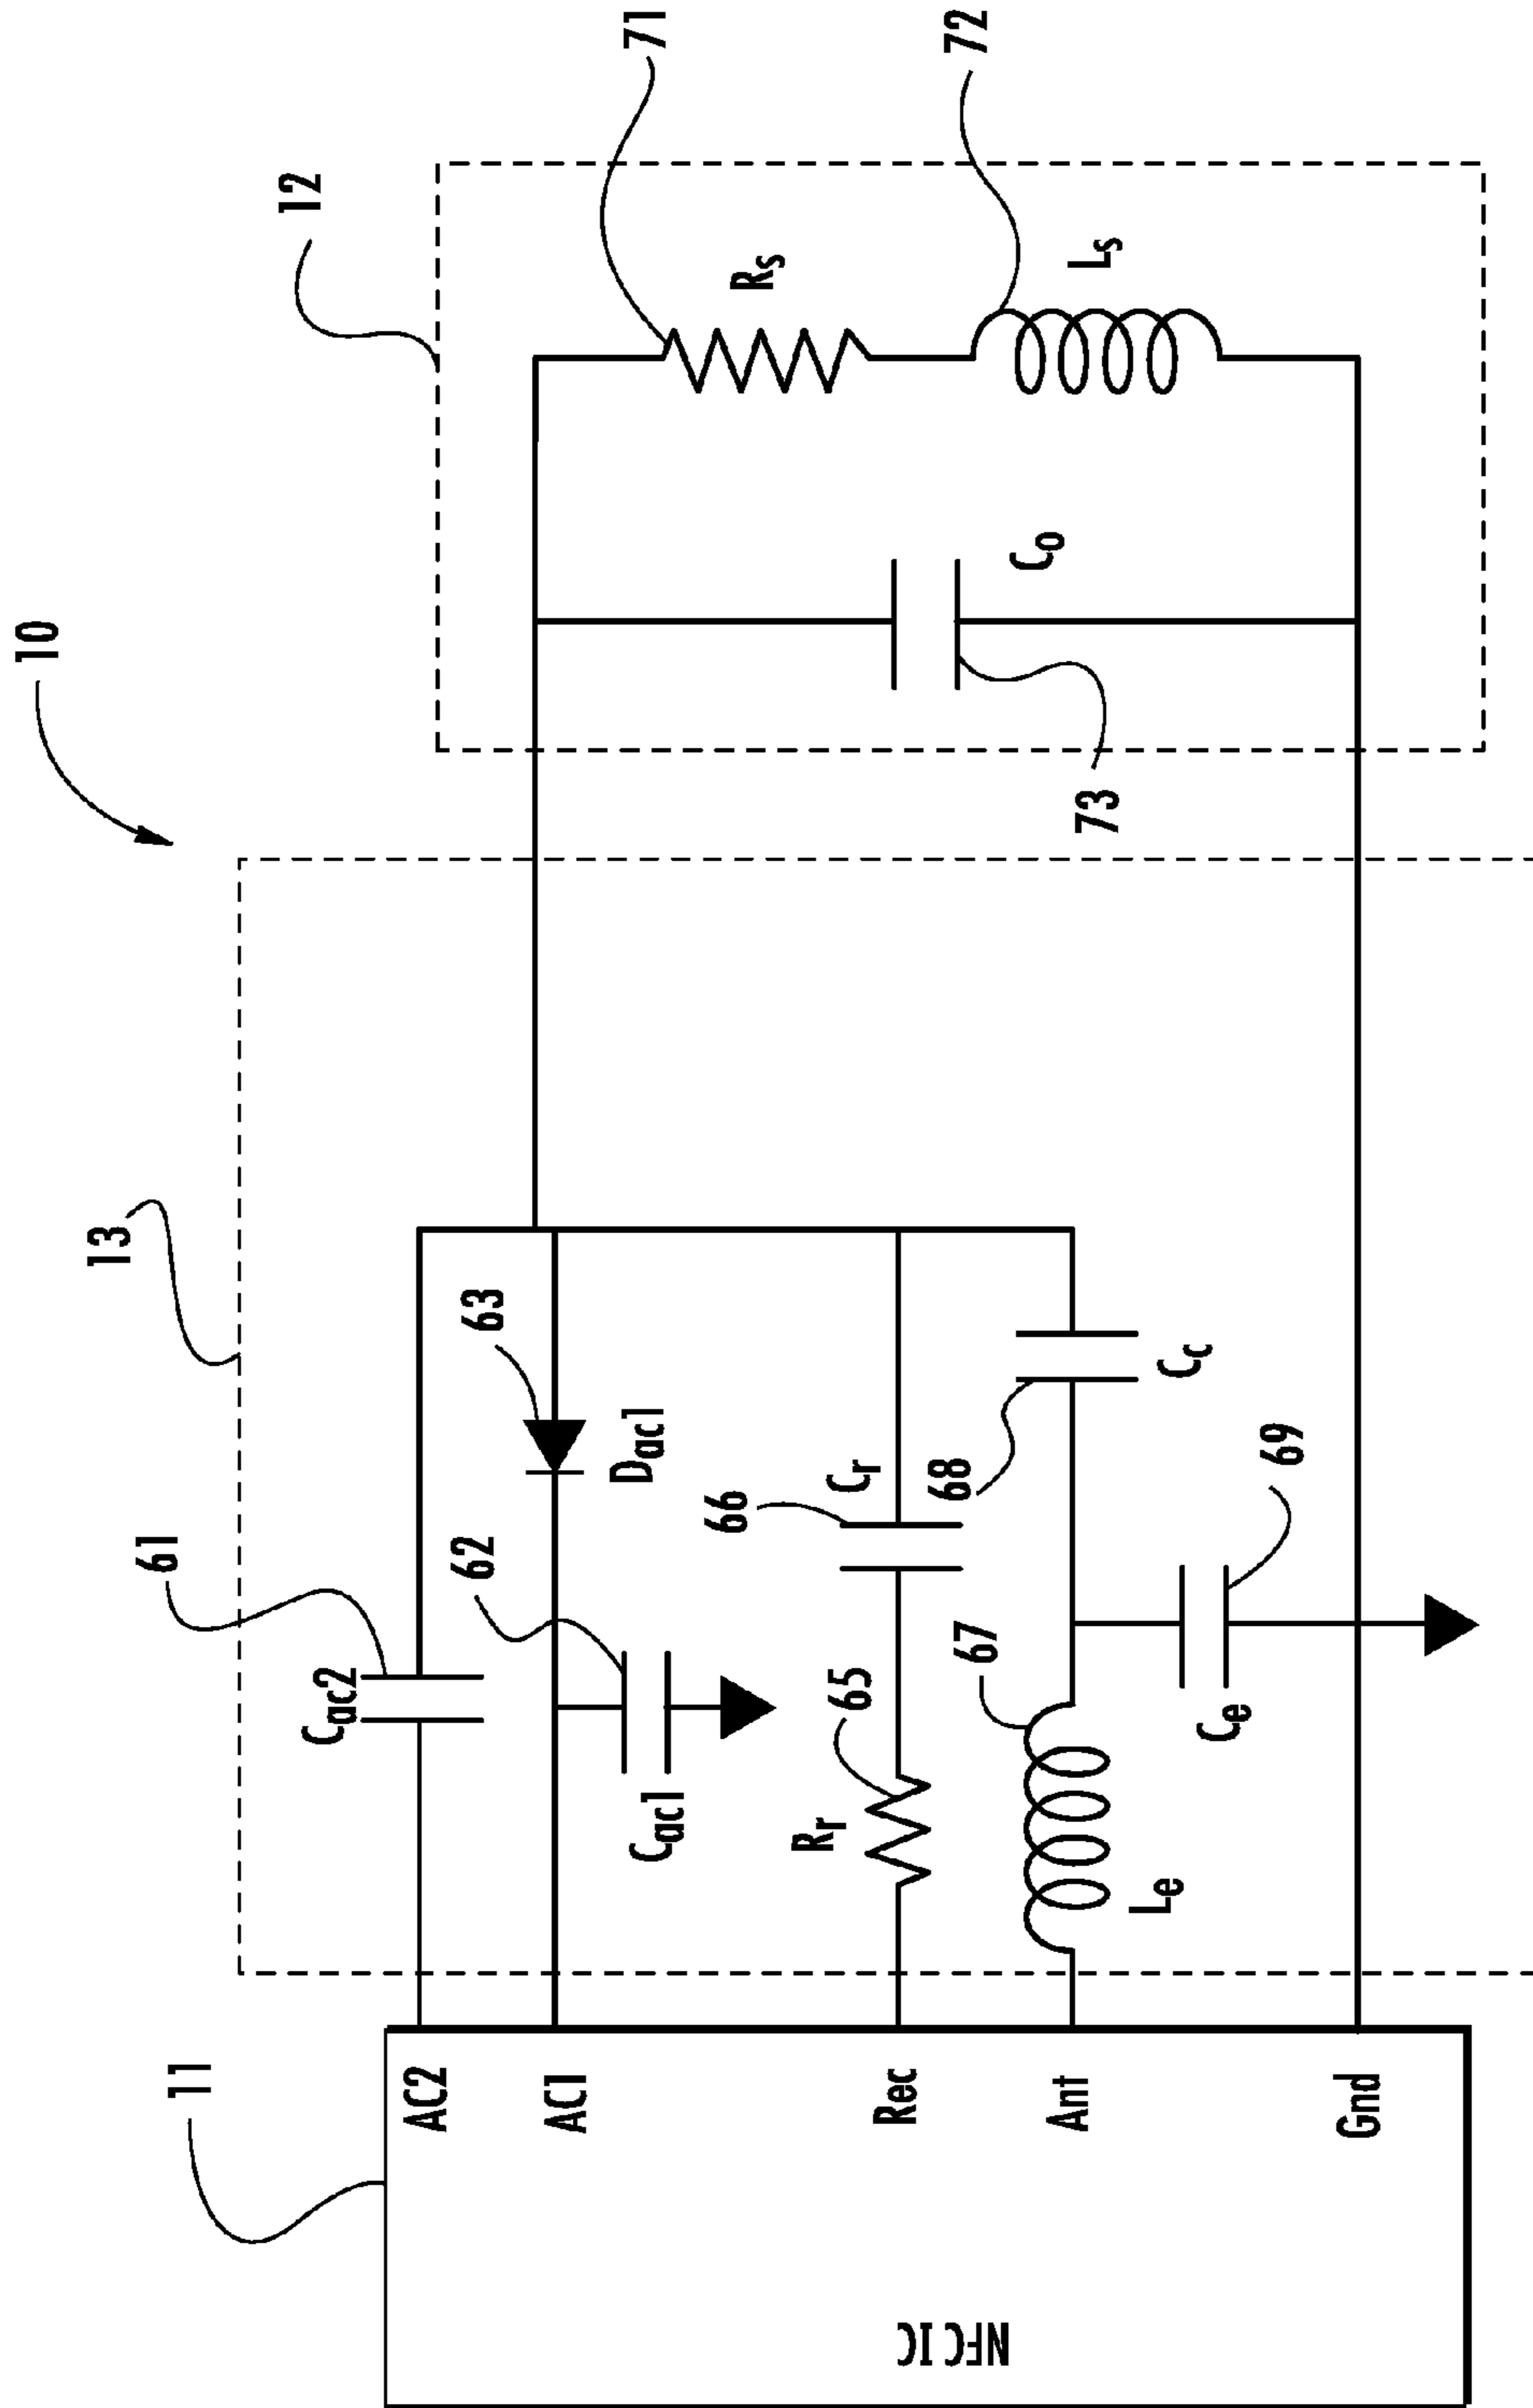 10
13
12
11
61
Cac2
AC2
71
63
62
AC1
Dac1
Cac1
Rs
66
Cr
65
Rr
Rec
72
68
67
Ant
Ls
Co
73
Cc
Le
69
Ce
Gnd
NFC IC